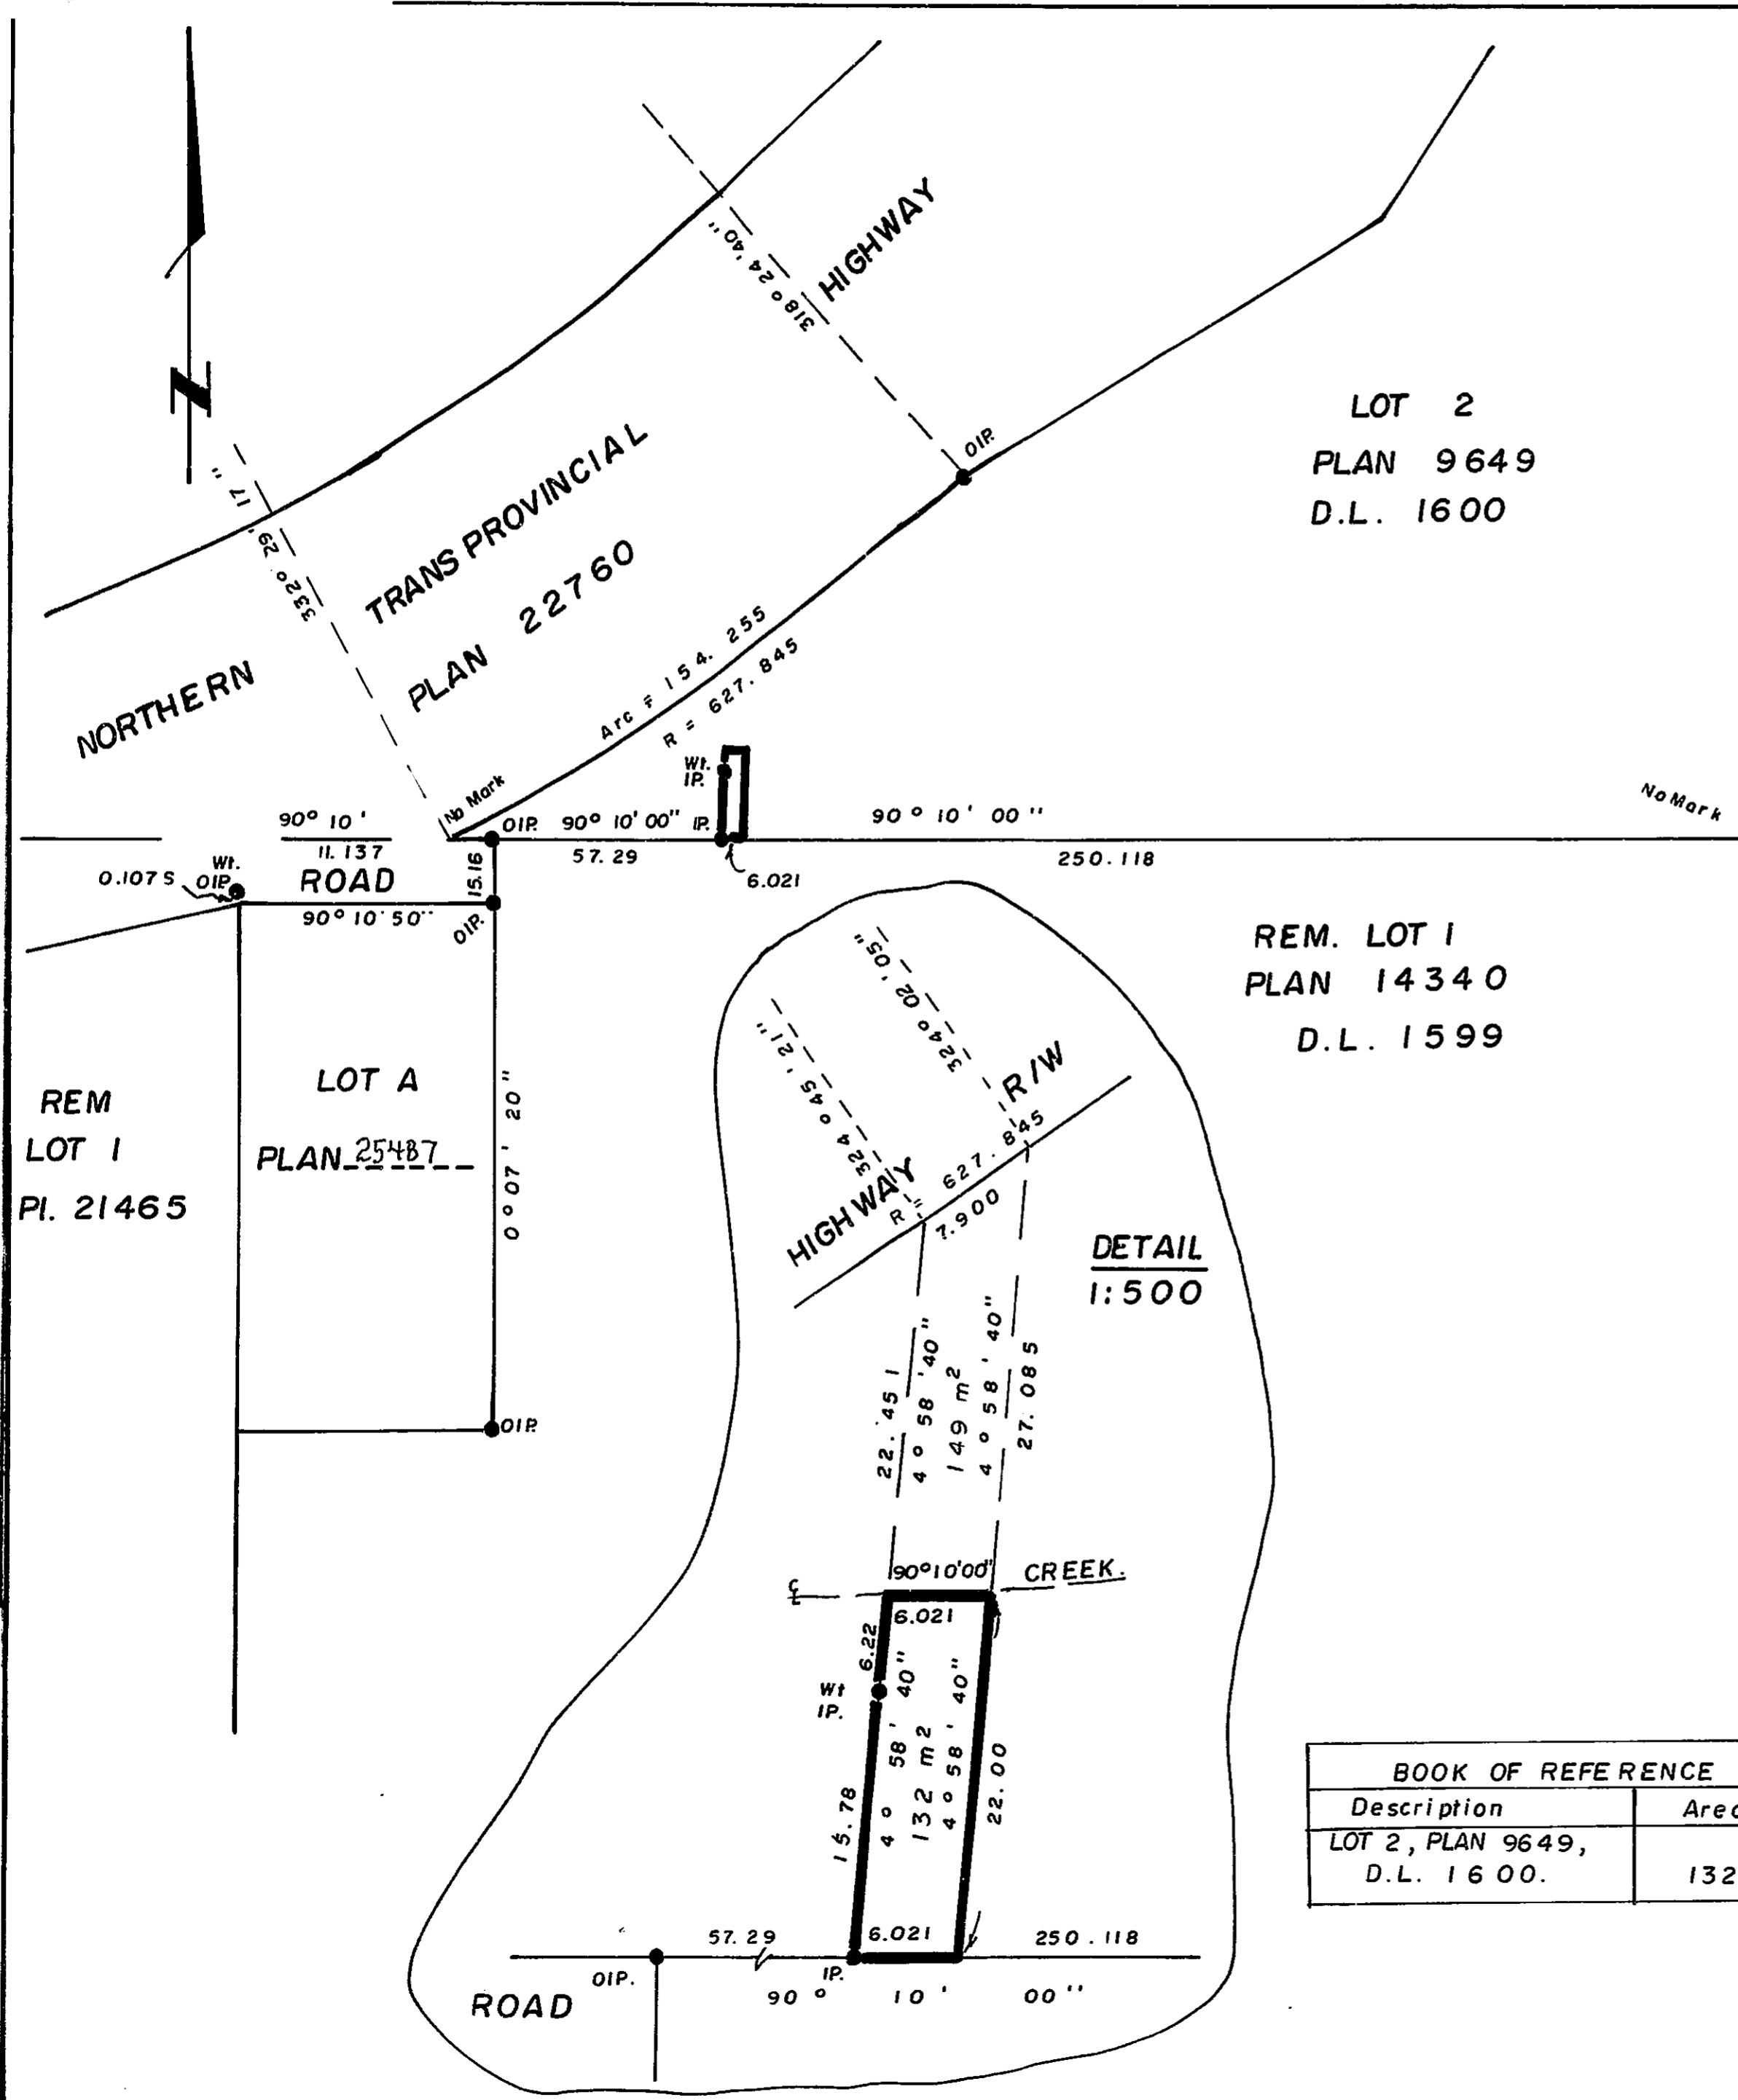 N
HIGHWAY
318° 24' 40"
LOT 2
PLAN 9649
D.L. 1600
OIP.
332° 29' 17"
NORTHERN
TRANS PROVINCIAL
PLAN 22760
Arc = 154. 255
R = 627. 845
Wt.
IP.
No Mark
No Mark
90° 10'
11. 137
OIP.
90° 10' 00"
IP.
57. 29
90° 10' 00"
250. 118
6.021
Wt.
OIP.
0.107 S
ROAD
15.16
90° 10' 50"
OIP.
REM. LOT 1
PLAN 14340
D.L. 1599
LOT A
PLAN 25487
0° 07' 20"
REM
LOT 1
Pl. 21465
OIP.
324° 02' 05"
324° 45' 21"
HIGHWAY R/W
R = 627. 845
7.900
DETAIL
1:500
22. 451
4° 58' 40"
149 m2
4° 58' 40"
27. 085
90°10'00"
CREEK.
℄
6.021
6.22
Wt
IP.
15.78
4° 58' 40"
132 m2
4° 58' 40"
22. 00
57. 29
6.021
250 . 118
OIP.
IP.
90° 10' 00"
ROAD
BOOK OF REFERENCE
Description
LOT 2, PLAN 9649,
D.L. 1600.
132